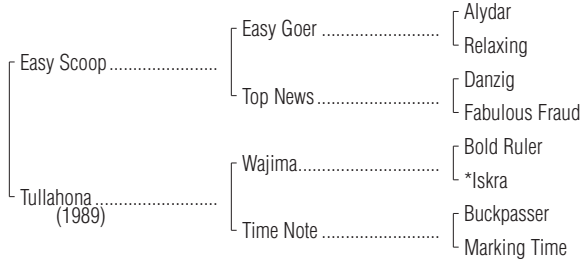 Alydar
Easy Goer ........................
Relaxing
Easy Scoop ......................
Danzig
Top News .........................
Fabulous Fraud
Bold Ruler
Wajima.............................
*Iskra
Tullahona .........................
(1989)
Buckpasser
Time Note ........................
Marking Time